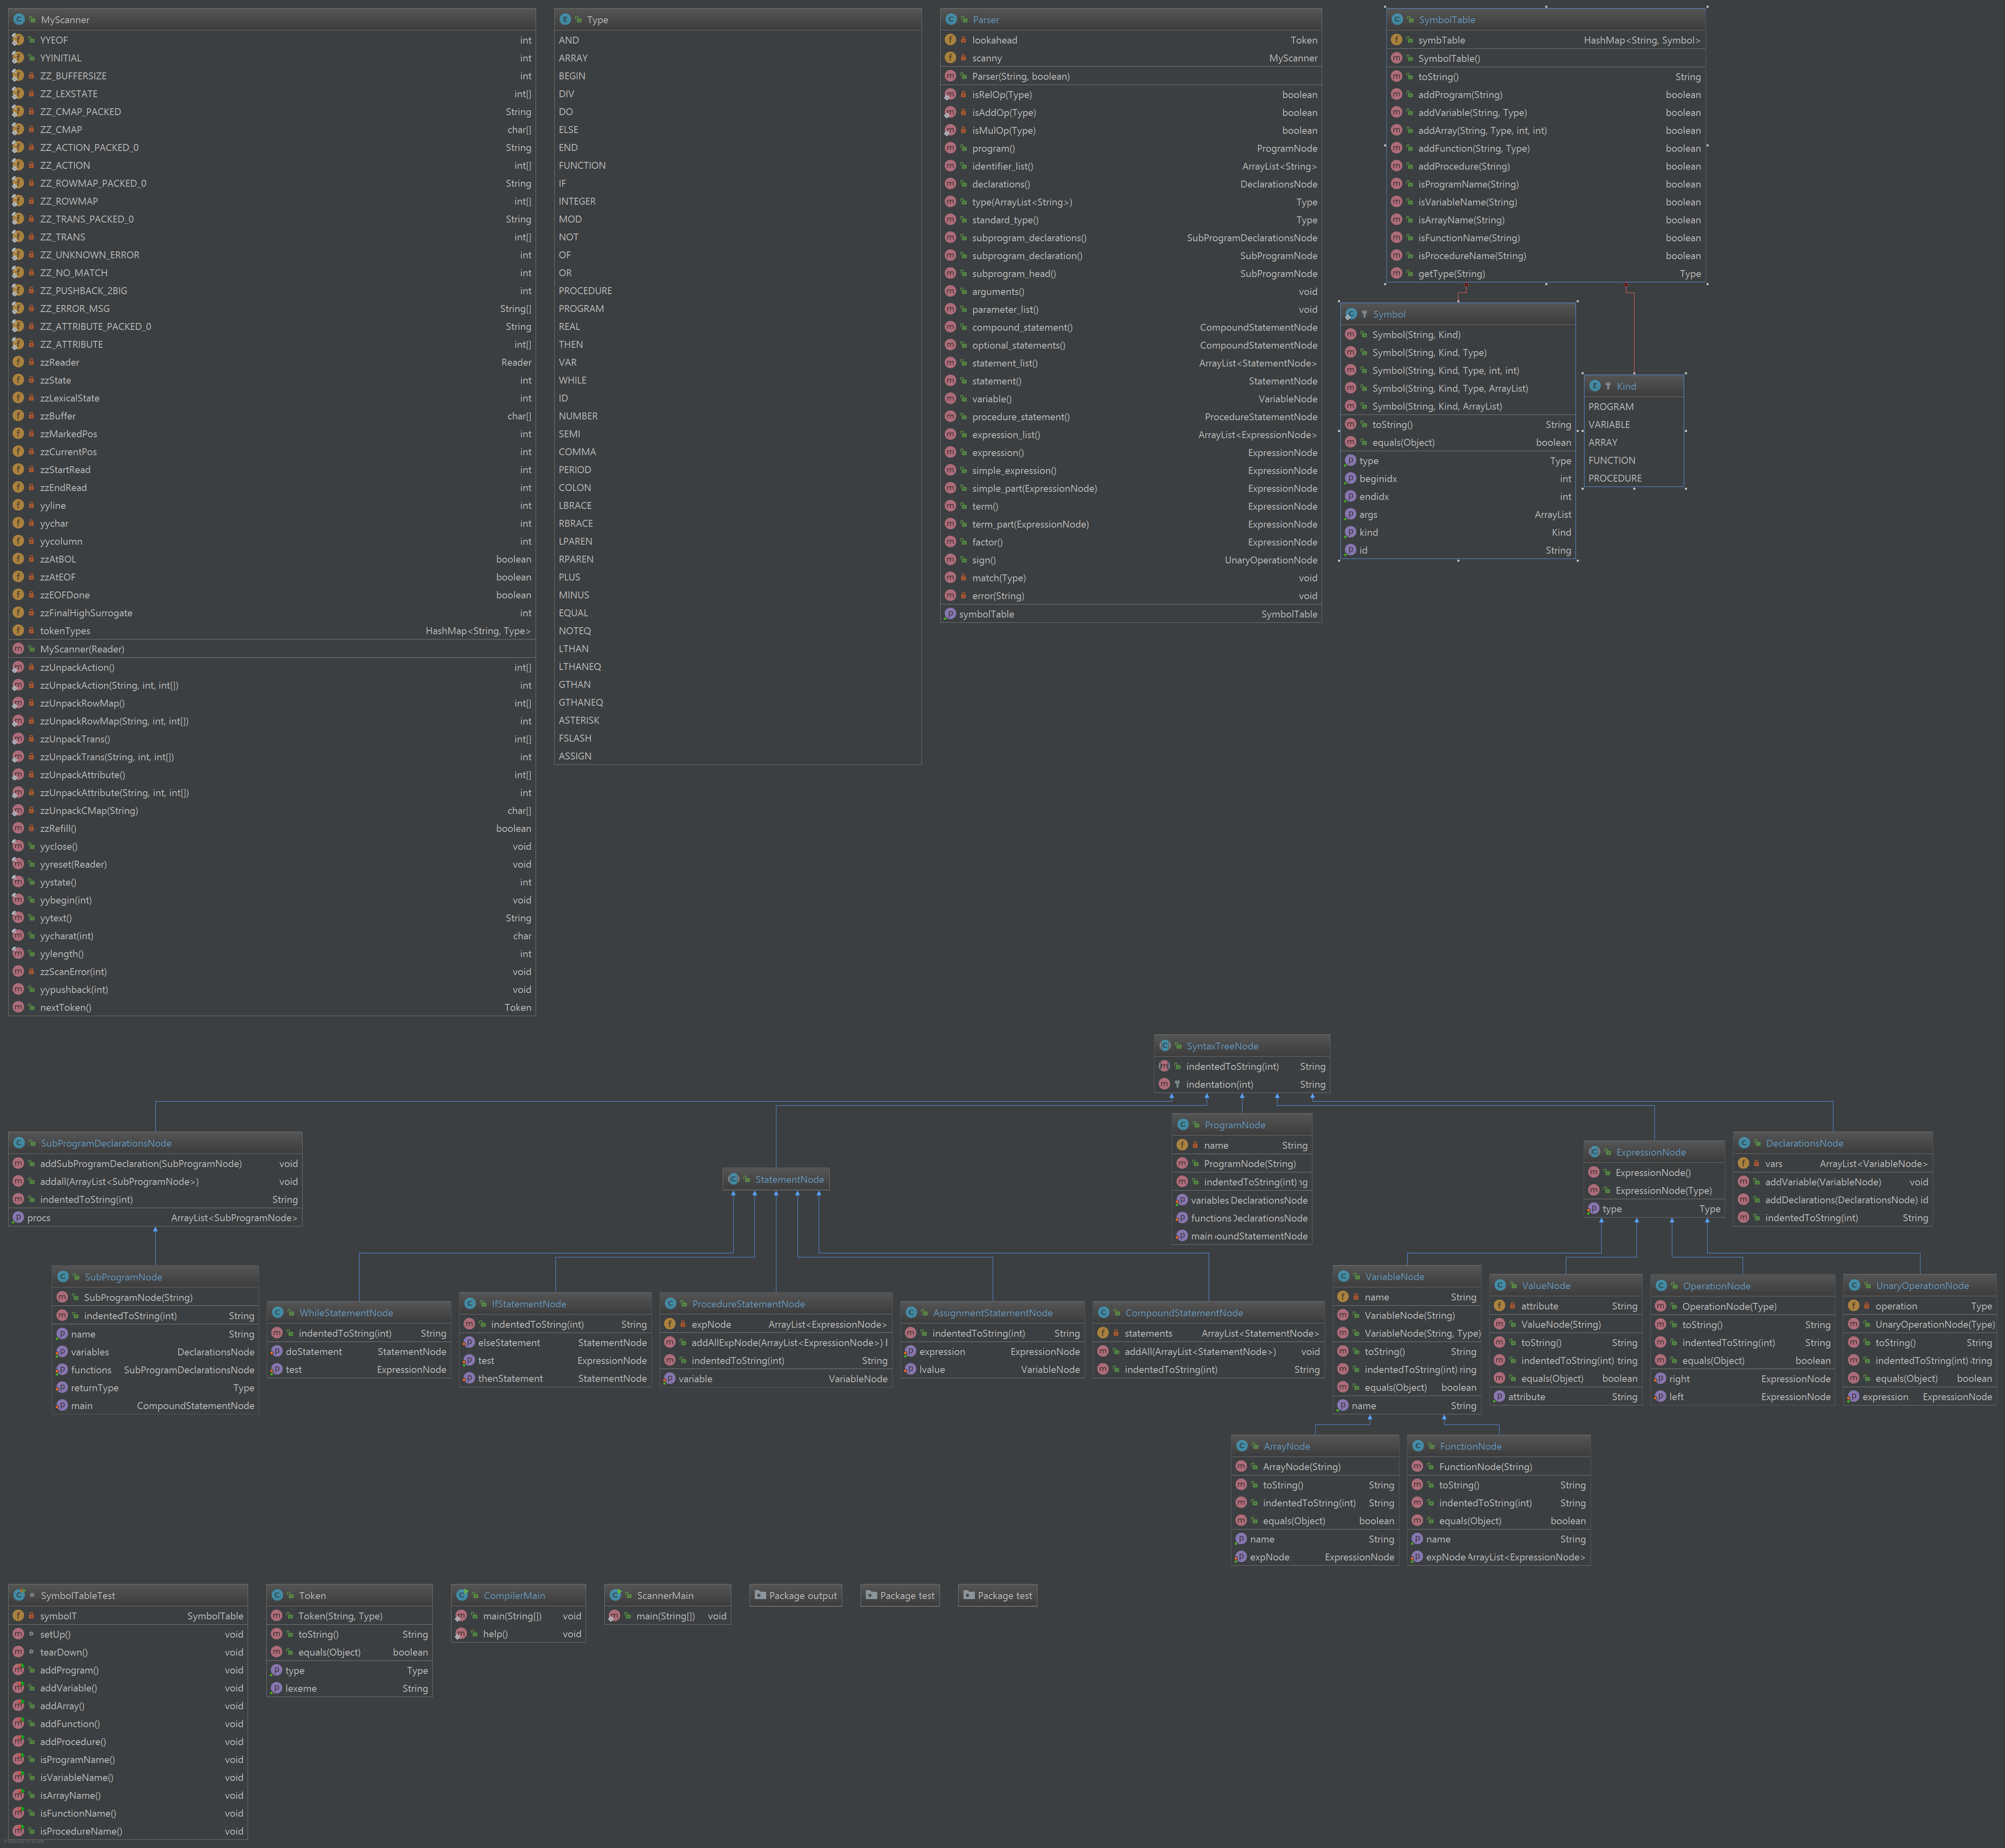 MyScanner
YYEOF int
YYINITIAL int
ZZ_BUFFERSIZE int
ZZ_LEXSTATE int[]
ZZ_CMAP_PACKED String
ZZ_CMAP char[]
ZZ_ACTION_PACKED_0 String
ZZ_ACTION int[]
ZZ_ROWMAP_PACKED_0 String
ZZ_ROWMAP int[]
ZZ_TRANS_PACKED_0 String
ZZ_TRANS int[]
ZZ_UNKNOWN_ERROR int
ZZ_NO_MATCH int
ZZ_PUSHBACK_2BIG int
ZZ_ERROR_MSG String[]
ZZ_ATTRIBUTE_PACKED_0 String
ZZ_ATTRIBUTE int[]
zzReader Reader
zzState int
zzLexicalState int
zzBuffer char[]
zzMarkedPos int
zzCurrentPos int
zzStartRead int
zzEndRead int
yyline int
yychar int
yycolumn int
zzAtBOL boolean
zzAtEOF boolean
zzEOFDone boolean
zzFinalHighSurrogate int
tokenTypes HashMap<String, Type>
MyScanner(Reader)
zzUnpackAction() int[]
zzUnpackAction(String, int, int[]) int
zzUnpackRowMap() int[]
zzUnpackRowMap(String, int, int[]) int
zzUnpackTrans() int[]
zzUnpackTrans(String, int, int[]) int
zzUnpackAttribute() int[]
zzUnpackAttribute(String, int, int[]) int
zzUnpackCMap(String) char[]
zzRefill() boolean
yyclose() void
yyreset(Reader) void
yystate() int
yybegin(int) void
yytext() String
yycharat(int) char
yylength() int
zzScanError(int) void
yypushback(int) void
nextToken() Token
Type
AND
ARRAY
BEGIN
DIV
DO
ELSE
END
FUNCTION
IF
INTEGER
MOD
NOT
OF
OR
PROCEDURE
PROGRAM
REAL
THEN
VAR
WHILE
ID
NUMBER
SEMI
COMMA
PERIOD
COLON
LBRACE
RBRACE
LPAREN
RPAREN
PLUS
MINUS
EQUAL
NOTEQ
LTHAN
LTHANEQ
GTHAN
GTHANEQ
ASTERISK
FSLASH
ASSIGN
Parser
lookahead Token
scanny MyScanner
Parser(String, boolean)
isRelOp(Type) boolean
isAddOp(Type) boolean
isMulOp(Type) boolean
program() ProgramNode
identifier_list() ArrayList<String>
declarations() DeclarationsNode
type(ArrayList<String>) Type
standard_type() Type
subprogram_declarations() SubProgramDeclarationsNode
subprogram_declaration() SubProgramNode
subprogram_head() SubProgramNode
arguments() void
parameter_list() void
compound_statement() CompoundStatementNode
optional_statements() CompoundStatementNode
statement_list() ArrayList<StatementNode>
statement() StatementNode
variable() VariableNode
procedure_statement() ProcedureStatementNode
expression_list() ArrayList<ExpressionNode>
expression() ExpressionNode
simple_expression() ExpressionNode
simple_part(ExpressionNode) ExpressionNode
term() ExpressionNode
term_part(ExpressionNode) ExpressionNode
factor() ExpressionNode
sign() UnaryOperationNode
match(Type) void
error(String) void
symbolTable SymbolTable
SymbolTable
symbTable HashMap<String, Symbol>
SymbolTable()
toString() String
addProgram(String) boolean
addVariable(String, Type) boolean
addArray(String, Type, int, int) boolean
addFunction(String, Type) boolean
addProcedure(String) boolean
isProgramName(String) boolean
isVariableName(String) boolean
isArrayName(String) boolean
isFunctionName(String) boolean
isProcedureName(String) boolean
getType(String) Type
Symbol
Symbol(String, Kind)
Symbol(String, Kind, Type)
Symbol(String, Kind, Type, int, int)
Symbol(String, Kind, Type, ArrayList)
Symbol(String, Kind, ArrayList)
toString() String
equals(Object) boolean
type Type
beginidx int
endidx int
args ArrayList
kind Kind
id String
Kind
PROGRAM
VARIABLE
ARRAY
FUNCTION
PROCEDURE
SyntaxTreeNode
indentedToString(int) String
indentation(int) String
SubProgramDeclarationsNode
addSubProgramDeclaration(SubProgramNode) void
addall(ArrayList<SubProgramNode>) void
indentedToString(int) String
procs ArrayList<SubProgramNode>
StatementNode
ProgramNode
name String
ProgramNode(String)
indentedToString(int) ng
variables DeclarationsNode
functions DeclarationsNode
main oundStatementNode
ExpressionNode
ExpressionNode()
ExpressionNode(Type)
type Type
DeclarationsNode
vars ArrayList<VariableNode>
addVariable(VariableNode) void
addDeclarations(DeclarationsNode) id
indentedToString(int) String
SubProgramNode
SubProgramNode(String)
indentedToString(int) String
name String
variables DeclarationsNode
functions SubProgramDeclarationsNode
returnType Type
main CompoundStatementNode
WhileStatementNode
indentedToString(int) String
doStatement StatementNode
test ExpressionNode
IfStatementNode
indentedToString(int) String
elseStatement StatementNode
test ExpressionNode
thenStatement StatementNode
ProcedureStatementNode
expNode ArrayList<ExpressionNode>
addAllExpNode(ArrayList<ExpressionNode>)
indentedToString(int) String
variable VariableNode
AssignmentStatementNode
indentedToString(int) String
expression ExpressionNode
lvalue VariableNode
CompoundStatementNode
statements ArrayList<StatementNode>
addAll(ArrayList<StatementNode>) void
indentedToString(int) String
VariableNode
name String
VariableNode(String)
VariableNode(String, Type)
toString() String
indentedToString(int) ring
equals(Object) boolean
name String
ValueNode
attribute String
ValueNode(String)
toString() String
indentedToString(int) tring
equals(Object) boolean
attribute String
OperationNode
OperationNode(Type)
toString() String
indentedToString(int) String
equals(Object) boolean
right ExpressionNode
left ExpressionNode
UnaryOperationNode
operation Type
UnaryOperationNode(Type)
toString() String
indentedToString(int) tring
equals(Object) boolean
expression ExpressionNode
ArrayNode
ArrayNode(String)
toString() String
indentedToString(int) String
equals(Object) boolean
name String
expNode ExpressionNode
FunctionNode
FunctionNode(String)
toString() String
indentedToString(int) String
equals(Object) boolean
name String
expNode ArrayList<ExpressionNode>
SymbolTableTest
symbolT SymbolTable
setUp() void
tearDown() void
addProgram() void
addVariable() void
addArray() void
addFunction() void
addProcedure() void
isProgramName() void
isVariableName() void
isArrayName() void
isFunctionName() void
isProcedureName() void
Token
Token(String, Type)
toString() String
equals(Object) boolean
type Type
lexeme String
CompilerMain
main(String[]) void
help() void
ScannerMain
main(String[]) void
Package output
Package test
Package test